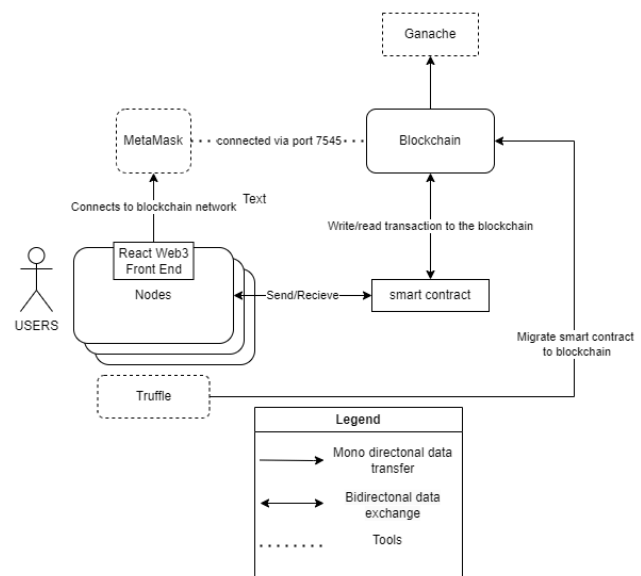 Ganache
MetaMask
connected via port 7545
Blockchain
Connects to blockchain network
Text
Write/read transaction to the blockchain
React Web3
Front End
Nodes
Send/Recieve
smart contract
USERS
Migrate smart contract
to blockchain
Truffle
Legend
Mono directonal data
transfer
Bidirectonal data
exchange
Tools